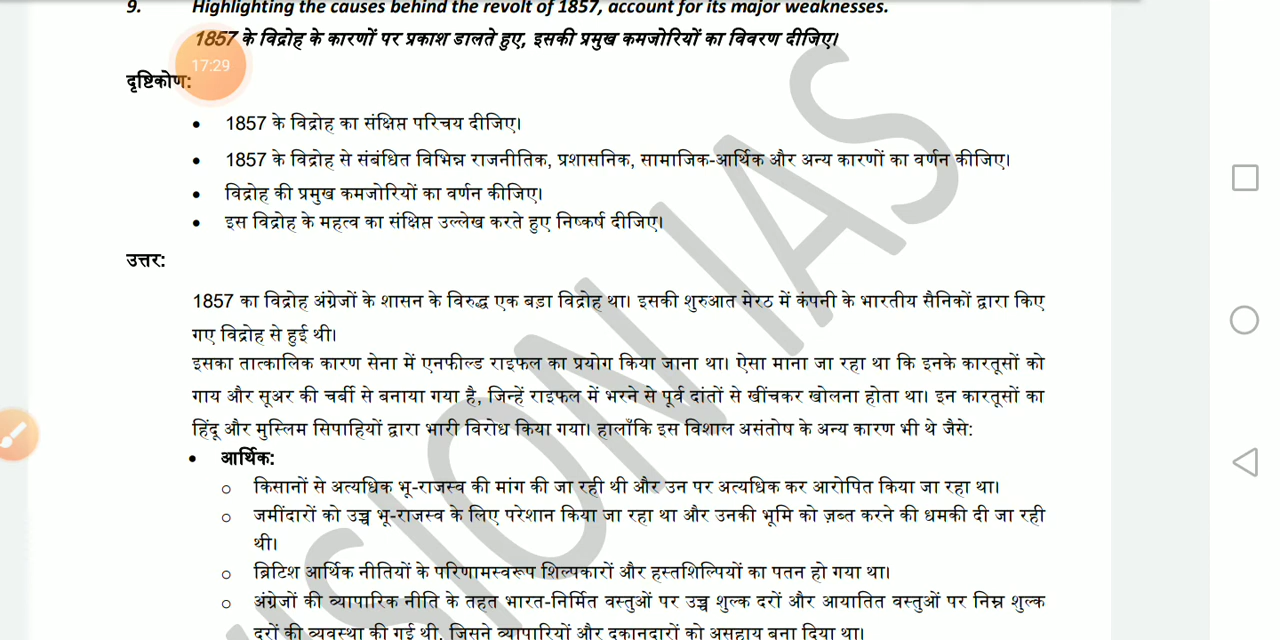 9. Highlighting the causes behind the revolt of 1857, account for its major weaknesses.
1857 के विद्रोह के कारणों पर प्रकाश डालते हुए, इसकी प्रमुख कमजोरियों का विवरण दीजिए।
17:29
दृष्टिकोण:
• 1857 के विद्रोह का संक्षिप्त परिचय दीजिए।
• 1857 के विद्रोह से संबंधित विभिन्न राजनीतिक, प्रशासनिक, सामाजिक-आर्थिक और अन्य कारणों का वर्णन कीजिए।
• विद्रोह की प्रमुख कमजोरियों का वर्णन कीजिए।
• इस विद्रोह के महत्व का संक्षिप्त उल्लेख करते हुए निष्कर्ष दीजिए।
उत्तर:
1857 का विद्रोह अंग्रेजों के शासन के विरुद्ध एक बड़ा विद्रोह था। इसकी शुरुआत मेरठ में कंपनी के भारतीय सैनिकों द्वारा किए
गए विद्रोह से हुई थी।
इसका तात्कालिक कारण सेना में एनफील्ड राइफल का प्रयोग किया जाना था। ऐसा माना जा रहा था कि इनके कारतूसों को
गाय और सूअर की चर्बी से बनाया गया है, जिन्हें राइफल में भरने से पूर्व दांतों से खींचकर खोलना होता था। इन कारतूसों का
हिंदू और मुस्लिम सिपाहियों द्वारा भारी विरोध किया गया। हालाँकि इस विशाल असंतोष के अन्य कारण भी थे जैसे:
• आर्थिक:
o किसानों से अत्यधिक भू-राजस्व की मांग की जा रही थी और उन पर अत्यधिक कर आरोपित किया जा रहा था।
o जमींदारों को उच्च भू-राजस्व के लिए परेशान किया जा रहा था और उनकी भूमि को ज़ब्त करने की धमकी दी जा रही
थी।
o ब्रिटिश आर्थिक नीतियों के परिणामस्वरूप शिल्पकारों और हस्तशिल्पियों का पतन हो गया था।
o अंग्रेजों की व्यापारिक नीति के तहत भारत-निर्मित वस्तुओं पर उच्च शुल्क दरों और आयातित वस्तुओं पर निम्न शुल्क
दरों की व्यवस्था की गई थी, जिसने व्यापारियों और दुकानदारों को असहाय बना दिया था।
VISION IAS